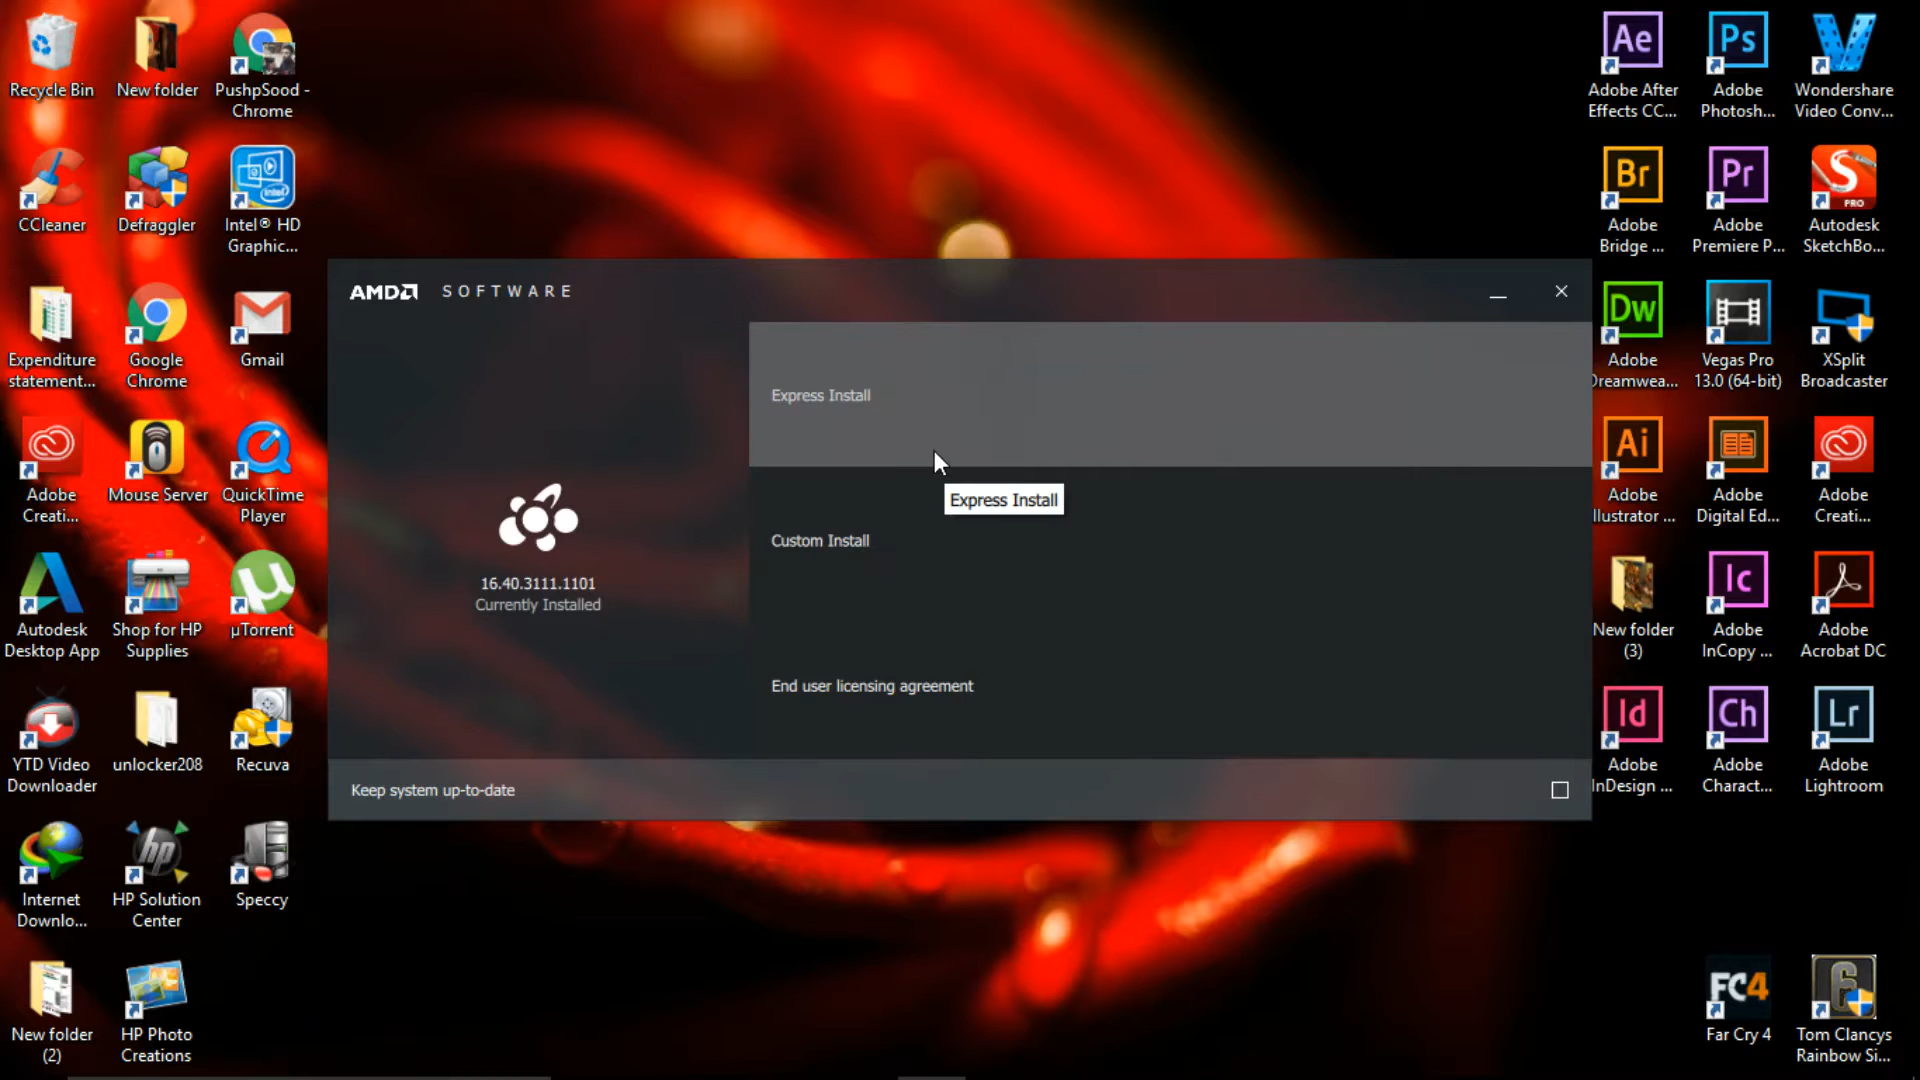 Recycle Bin
New folder
PushpSood -
Chrome
CCleaner
Defraggler
intel
Intel® HD
Graphic...
Expenditure
statement...
Google
Chrome
Gmail
Adobe
Creati...
Mouse Server
QuickTime
Player
Autodesk
Desktop App
Shop for HP
Supplies
µ
µTorrent
YTD Video
Downloader
unlocker208
Recuva
Internet
Downlo...
hp
HP Solution
Center
Speccy
New folder
(2)
HP Photo
Creations
AMD SOFTWARE
16.40.3111.1101
Currently Installed
Express Install
Express Install
Custom Install
End user licensing agreement
Keep system up-to-date
Ae
Adobe After
Effects CC...
Ps
Adobe
Photosh...
Wondershare
Video Conv...
Br
Adobe
Bridge ...
Pr
Adobe
Premiere P...
PRO
Autodesk
SketchBo...
Dw
Adobe
Dreamwea...
Vegas Pro
13.0 (64-bit)
XSplit
Broadcaster
Ai
Adobe
Illustrator ...
Adobe
Digital Ed...
Adobe
Creati...
New folder
(3)
Ic
Adobe
InCopy ...
Adobe
Acrobat DC
Id
Adobe
InDesign ...
Ch
Adobe
Charact...
Lr
Adobe
Lightroom
FC4
Far Cry 4
6
Tom Clancys
Rainbow Si...